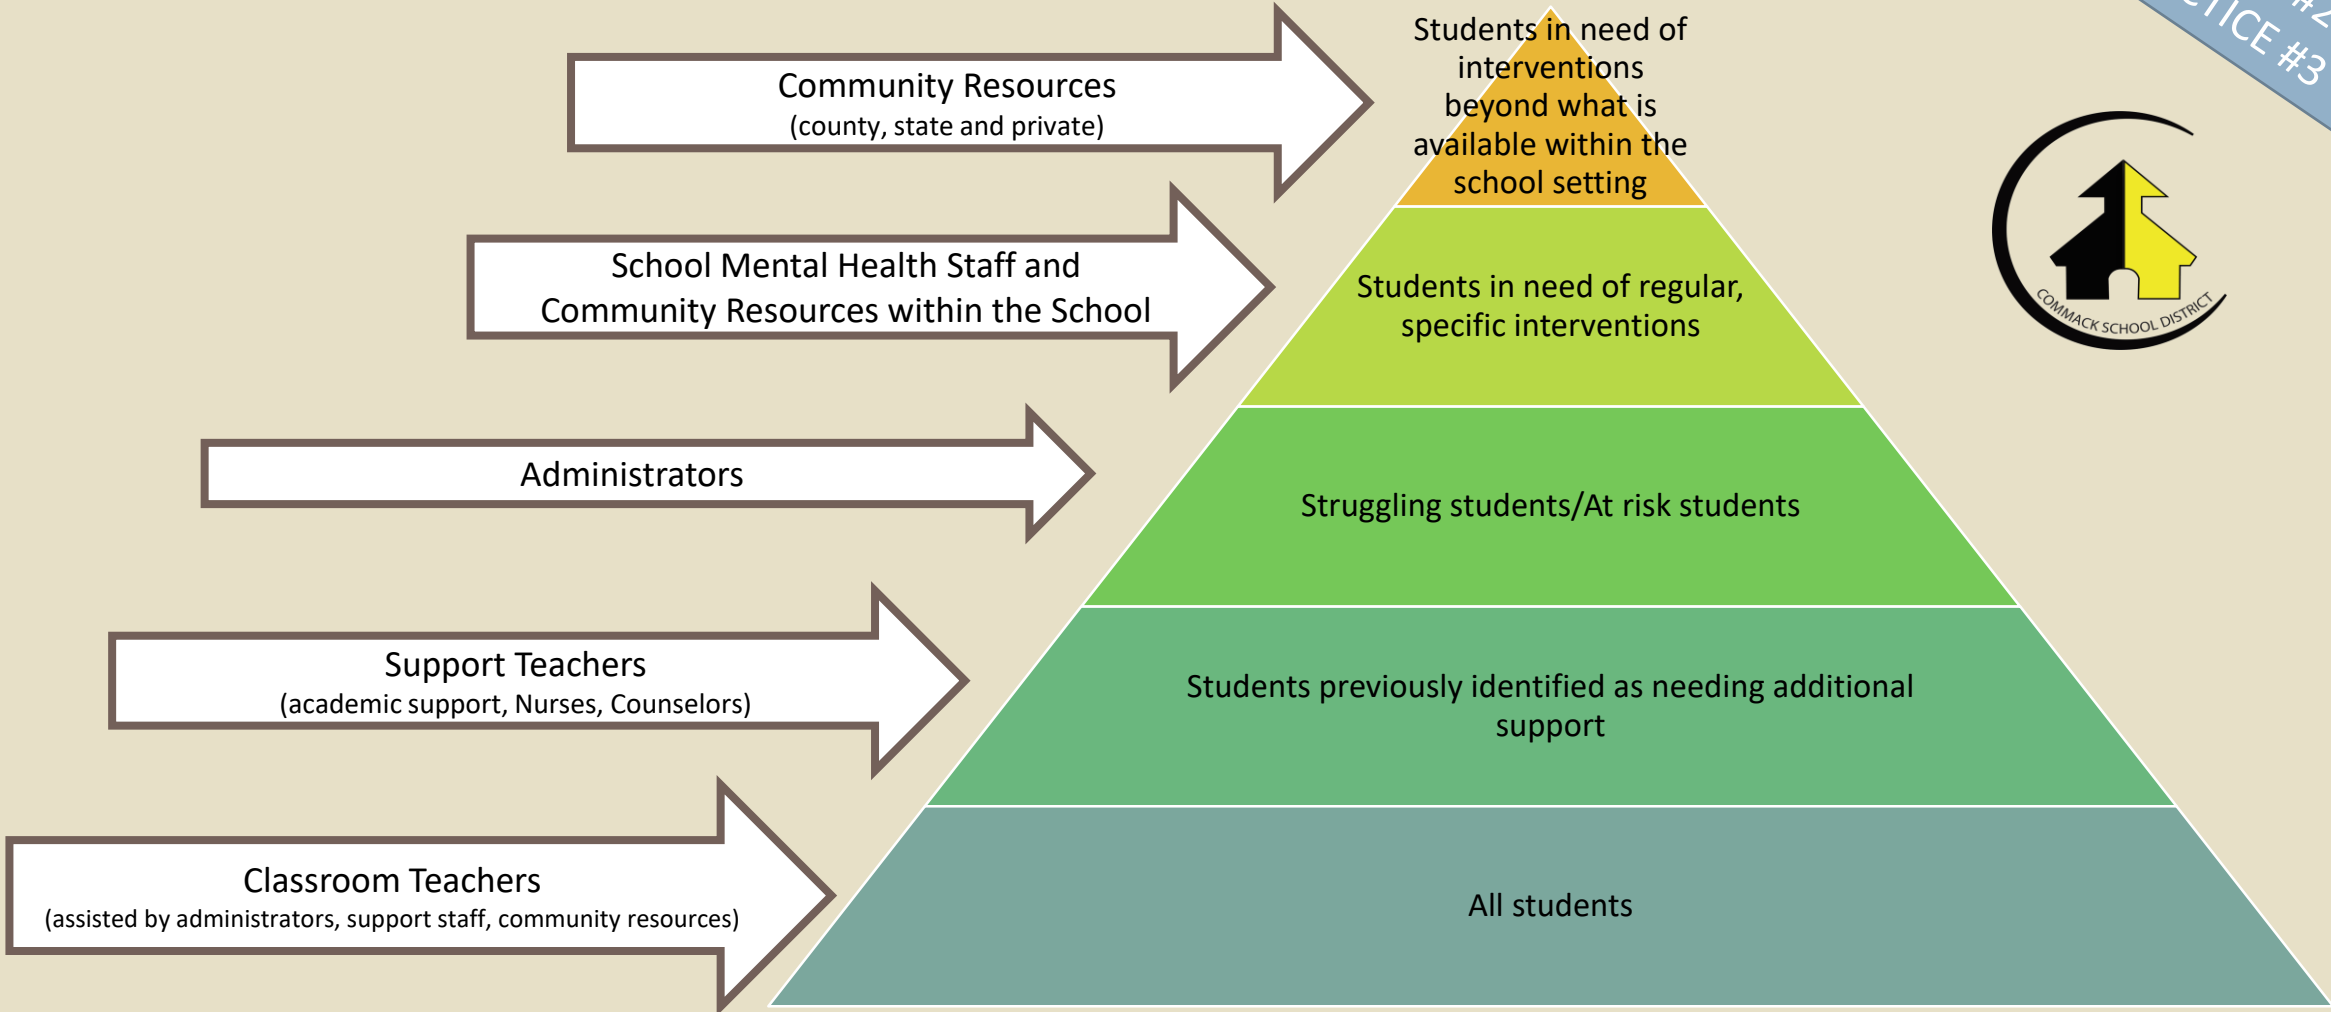 #2
CTICE #3
Community Resources
(county, state and private)
Students in need of
interventions
beyond what is
available within the
school setting
School Mental Health Staff and
Community Resources within the School
Students in need of regular,
specific interventions
COMMACK SCHOOL DISTRICT
Administrators
Struggling students/At risk students
Support Teachers
(academic support, Nurses, Counselors)
Students previously identified as needing additional
support
Classroom Teachers
(assisted by administrators, support staff, community resources)
All students